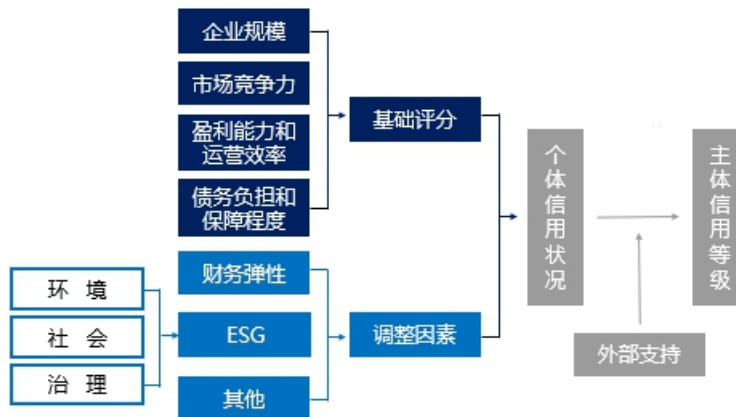 企业规模
市场竞争力
盈利能力和
运营效率
债务负担和
保障程度
基础评分
环 境
社 会
治 理
财务弹性
ESG
其他
调整因素
个体信用状况
主体信用等级
外部支持